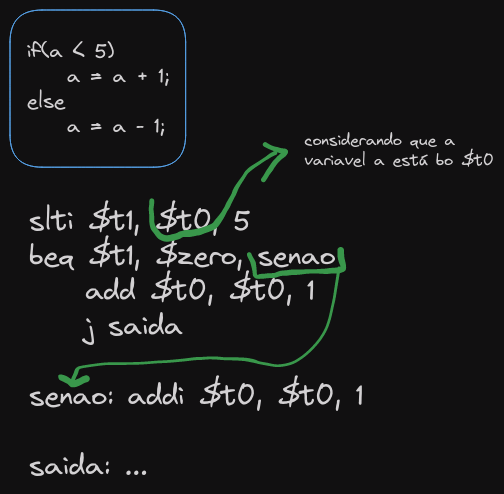 if(a < 5)
a = a + 1;
else
a = a - 1;
considerando que a
variavel a está bo $t0
slti $t1, $t0, 5
beq $t1, $zero, senao
add $t0, $t0, 1
j saida
senao: addi $t0, $t0, 1
saida: ...